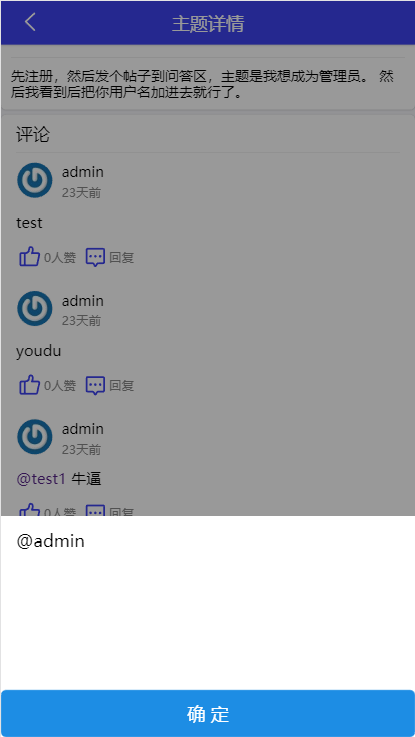 主题详情
先注册，然后发个帖子到问答区，主题是我想成为管理员。 然
后我看到后把你用户名加进去就行了。
评论
admin
23天前
test
0人赞 回复
admin
23天前
youdu
0人赞 回复
admin
23天前
@test1 牛逼
0人赞 回复
@admin
确 定